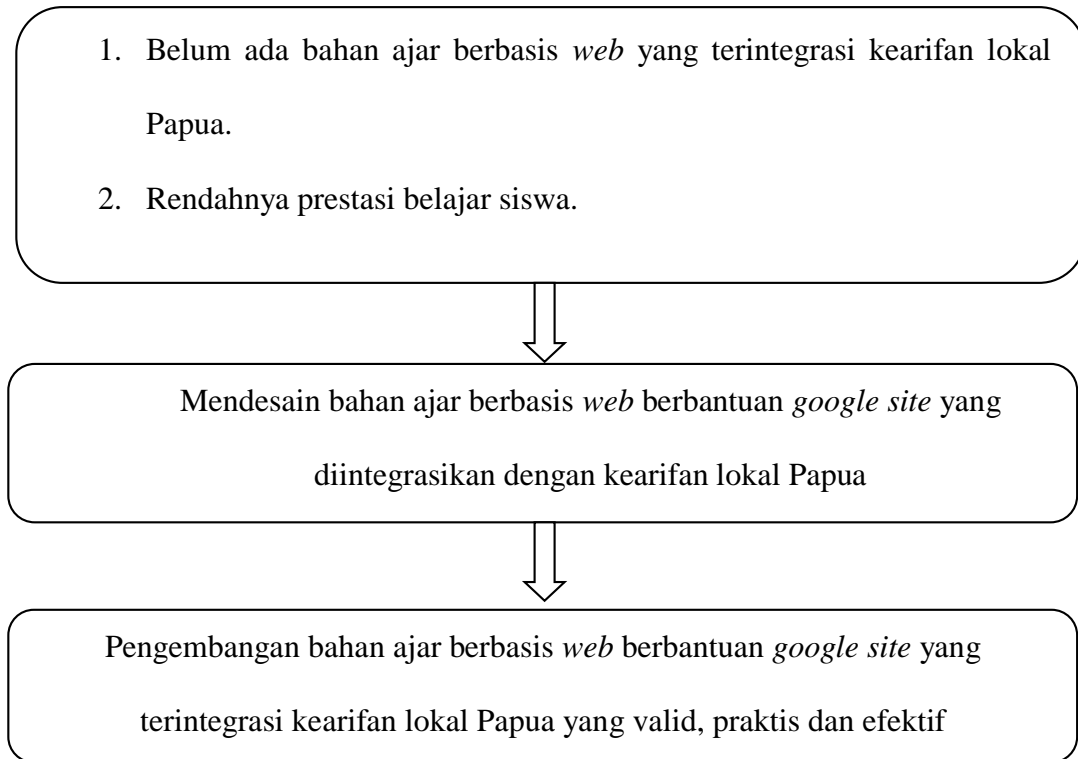 1. Belum ada bahan ajar berbasis web yang terintegrasi kearifan lokal
Papua.
2. Rendahnya prestasi belajar siswa.
Mendesain bahan ajar berbasis web berbantuan google site yang
diintegrasikan dengan kearifan lokal Papua
Pengembangan bahan ajar berbasis web berbantuan google site yang
terintegrasi kearifan lokal Papua yang valid, praktis dan efektif